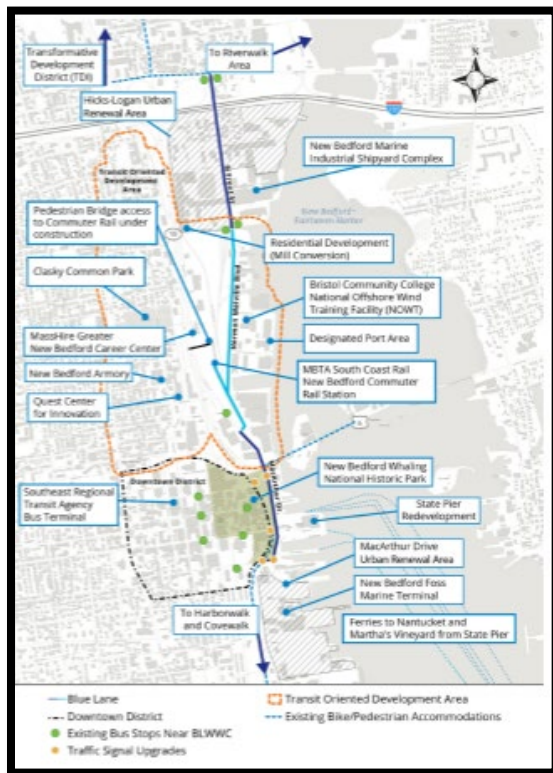 Transformative
Development
District (TDI)
To Riverwalk
Area
N
Hicks-Logan Urban
Renewal Area
New Bedford Marine
Industrial Shipyard Complex
Transit Oriented
Development
Area
Pedestrian Bridge access
to Commuter Rail under
construction
Residential Development
(Mill Conversion)
Clasky Common Park
Bristol Community College
National Offshore Wind
Training Facility (NOWT)
MassHire Greater
New Bedford Career Center
Designated Port Area
New Bedford Armory
MBTA South Coast Rail
New Bedford Commuter
Rail Station
Quest Center
for Innovation
Downtown District
New Bedford Whaling
National Historic Park
Southeast Regional
Transit Agency
Bus Terminal
State Pier
Redevelopment
MacArthur Drive
Urban Renewal Area
New Bedford Foss
Marine Terminal
To Harborwalk
and Covewalk
Ferries to Nantucket and
Martha's Vineyard from State Pier
Blue Lane
Transit Oriented Development Area
Downtown District
Existing Bike/Pedestrian Accommodations
Existing Bus Stops Near BLWWC
Traffic Signal Upgrades